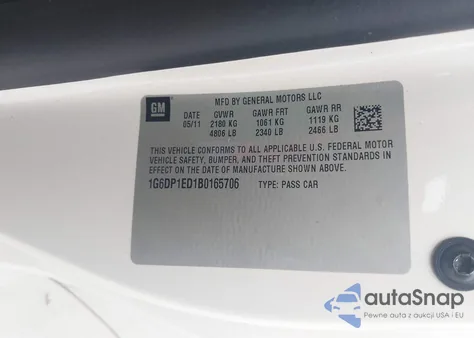 GM
MFD BY GENERAL MOTORS LLC
DATE GVWR GAWR FRT GAWR RR
05/11 2180 KG 1061 KG 1119 KG
4806 LB 2340 LB 2466 LB
THIS VEHICLE CONFORMS TO ALL APPLICABLE U.S. FEDERAL MOTOR
VEHICLE SAFETY, BUMPER, AND THEFT PREVENTION STANDARDS IN
EFFECT ON THE DATE OF MANUFACTURE SHOWN ABOVE.
1G6DP1ED1B0165706 TYPE: PASS CAR
autoSnap
Pewne auta z aukcji USA i EU